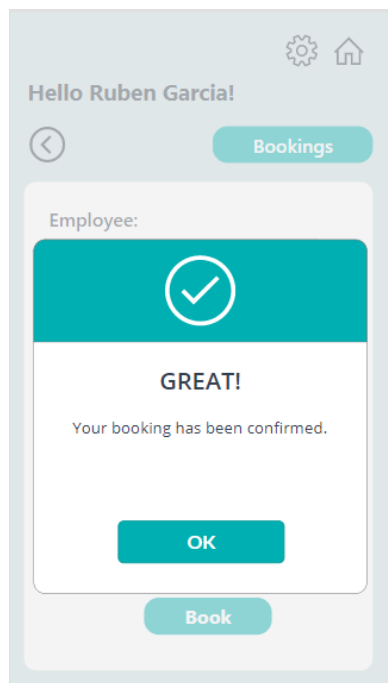 Hello Ruben Garcia!
Bookings
Employee:
GREAT!
Your booking has been confirmed.
OK
Book